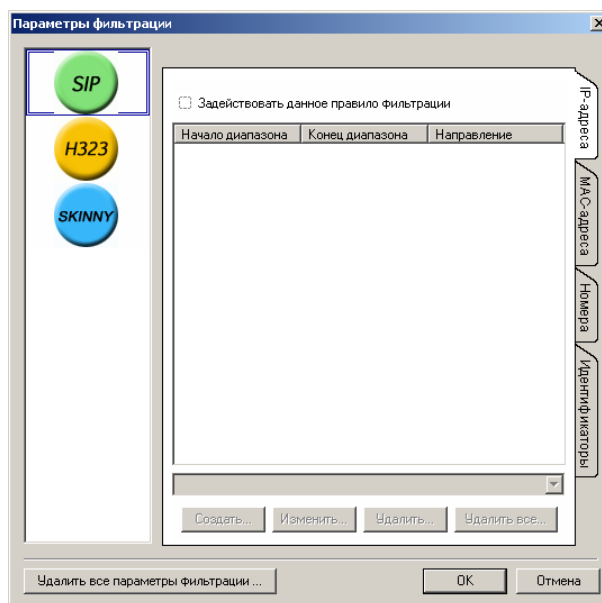 Параметры фильтрации
SIP
H323
SKINNY
Задействовать данное правило фильтрации
Начало диапазона Конец диапазона Направление
IP-адреса
MAC-адреса
Номера
Идентификаторы
Создать... Изменить... Удалить... Удалить все...
Удалить все параметры фильтрации ... OK Отмена